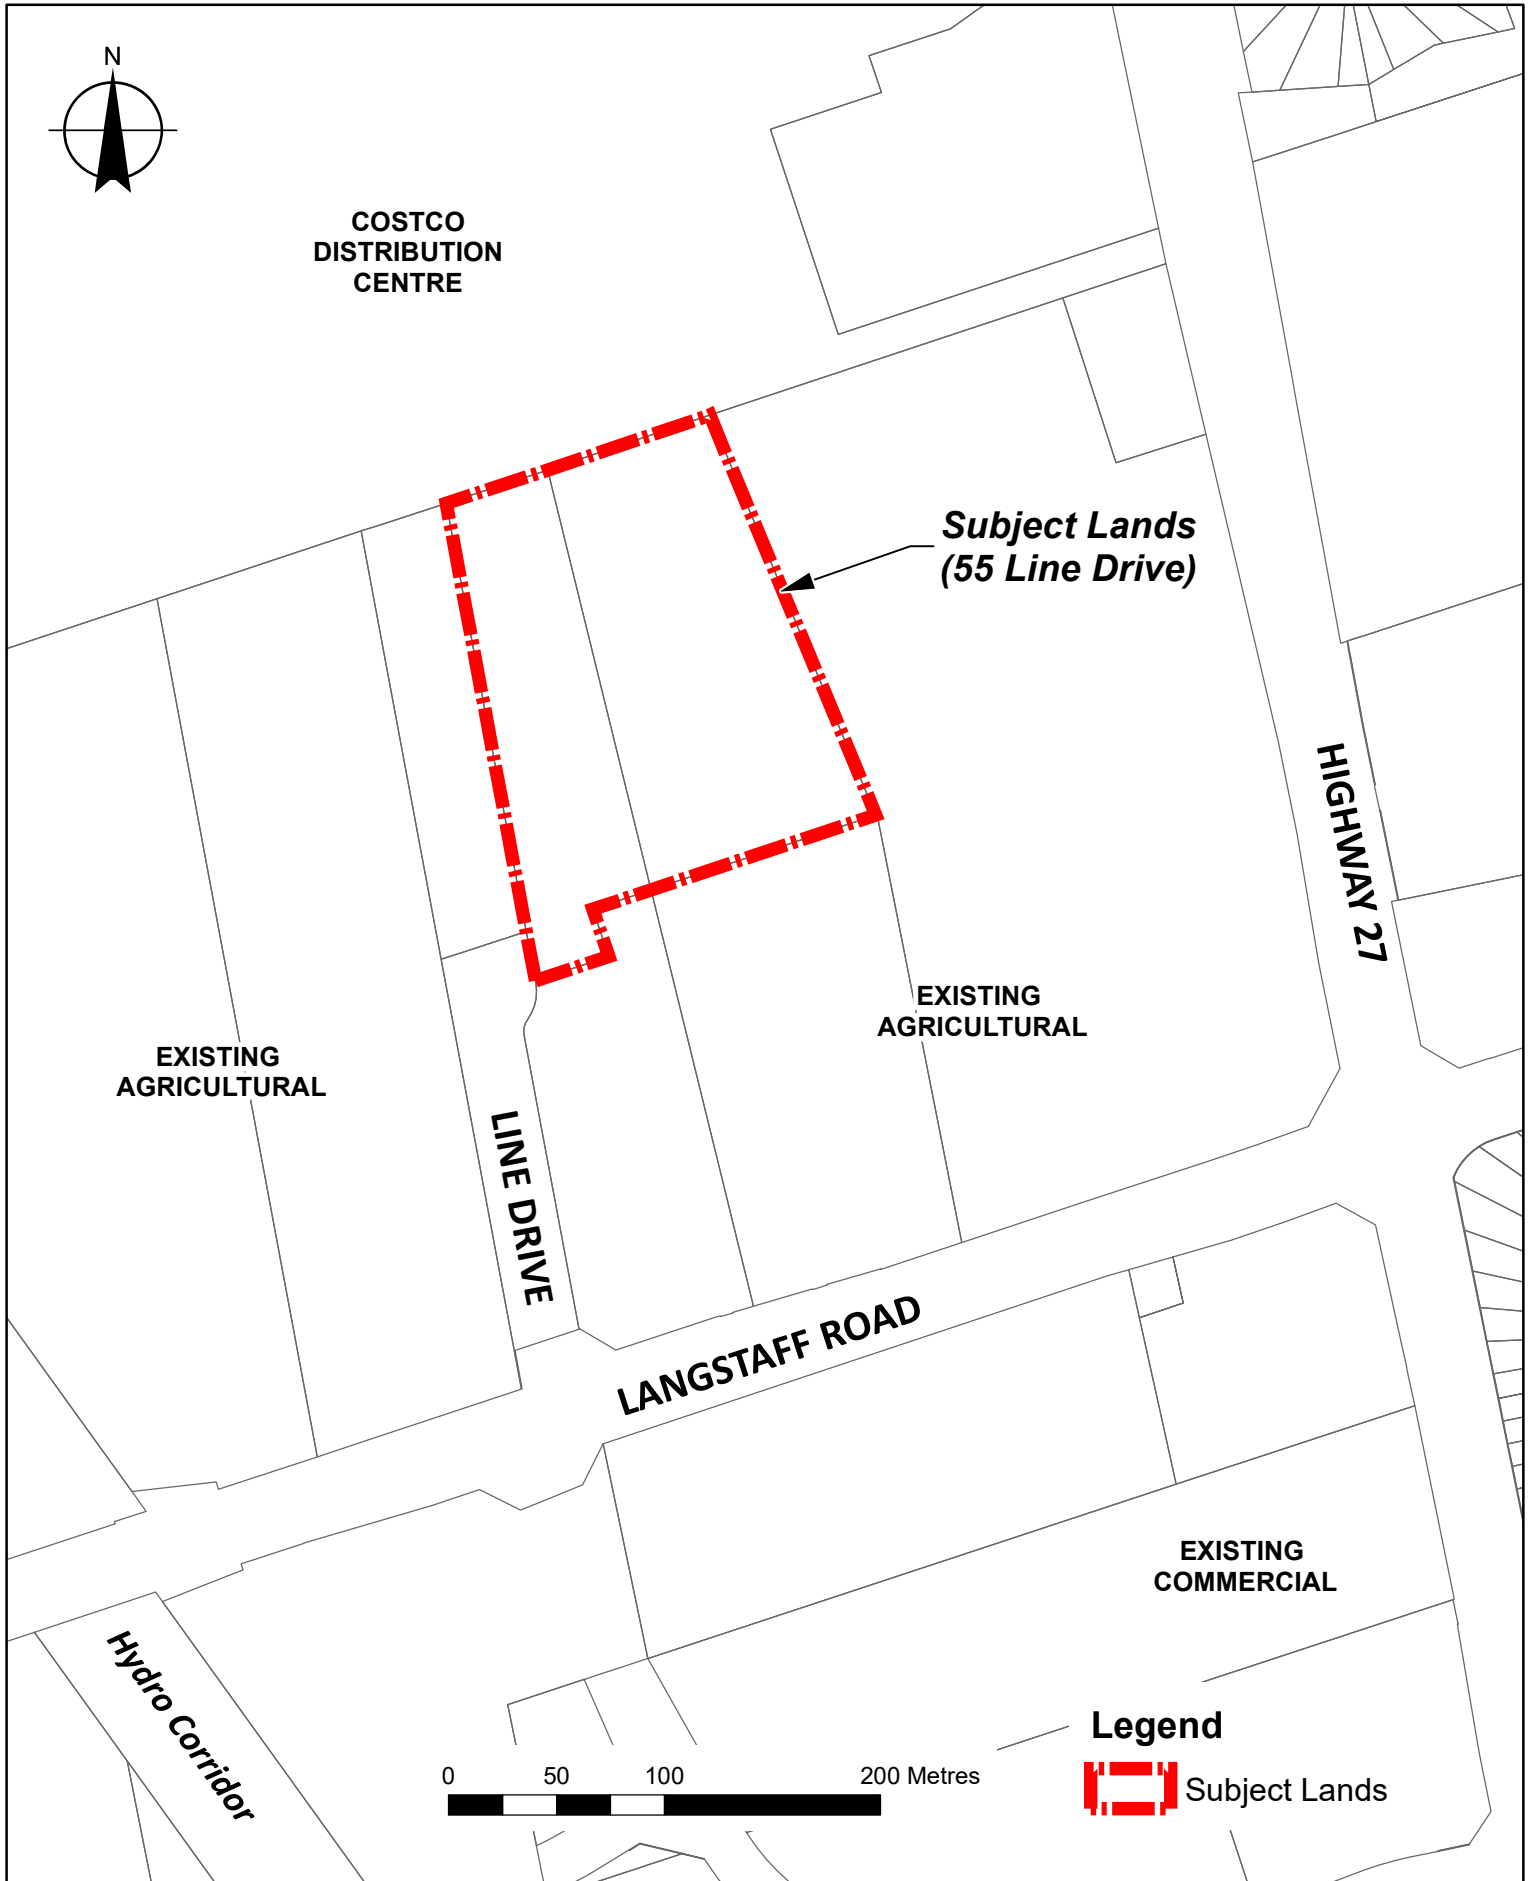 N
COSTCO
DISTRIBUTION
CENTRE
Subject Lands
(55 Line Drive)
HIGHWAY 27
EXISTING
AGRICULTURAL
EXISTING
AGRICULTURAL
LINE DRIVE
LANGSTAFF ROAD
EXISTING
COMMERCIAL
Hydro Corridor
Legend
Subject Lands
0 50 100 200 Metres